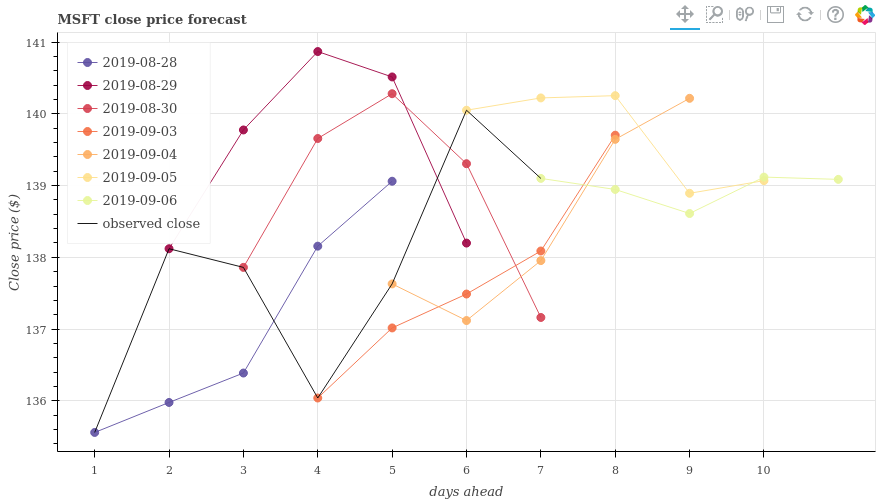 MSFT close price forecast
141
140
139
138
137
136
Close price ($)
2019-08-28
2019-08-29
2019-08-30
2019-09-03
2019-09-04
2019-09-05
2019-09-06
observed close
1 2 3 4 5 6 7 8 9 10
days ahead